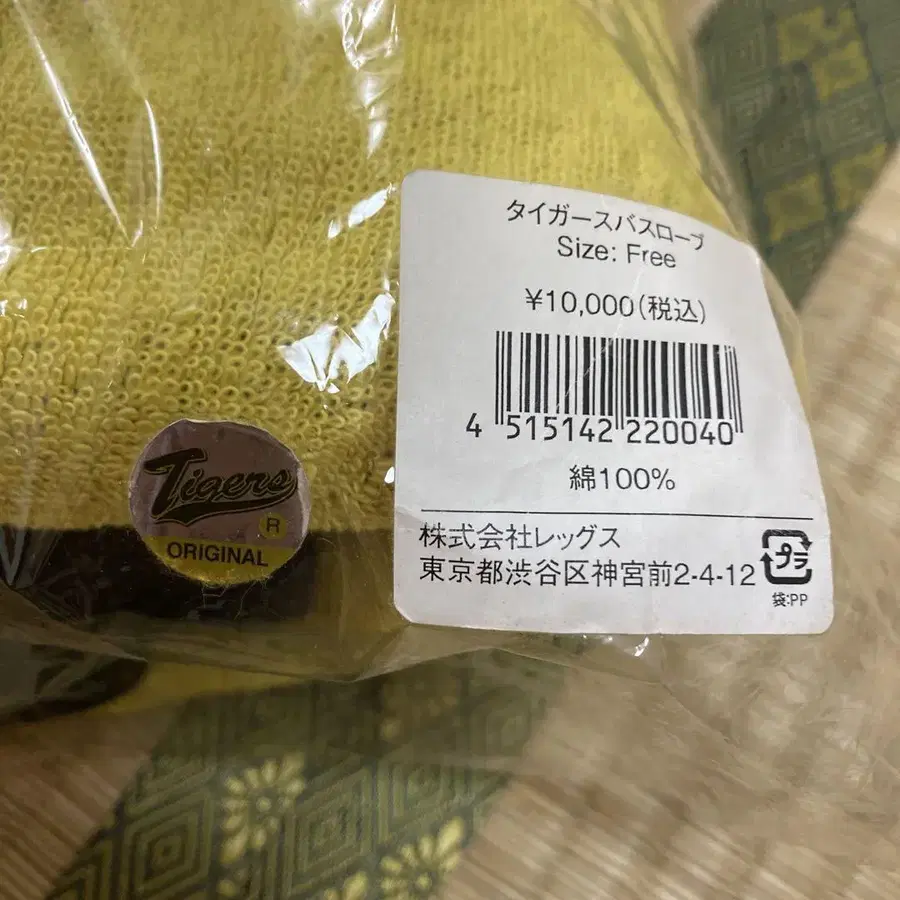 タイガースバスローブ
Size: Free
¥10,000(税込)
4 515142 220040
綿100%
株式会社レッグス
東京都渋谷区神宮前2-4-12
プラ
袋:PP
Tigers
R
ORIGINAL